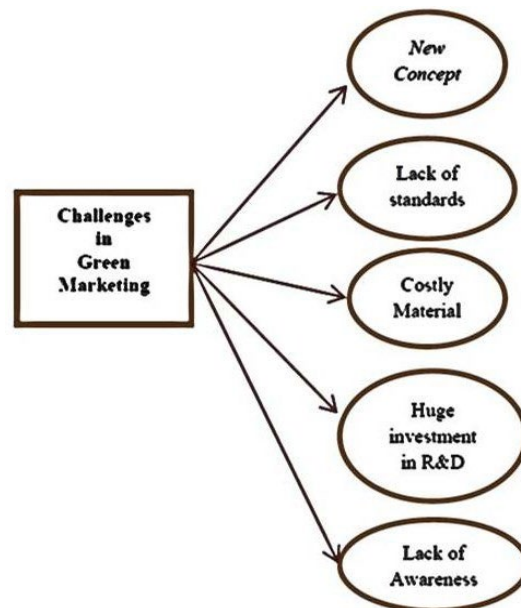 New
Concept
Lack of
standards
Challenges
in
Green
Marketing
Costly
Material
Huge
investment
in R&D
Lack of
Awareness